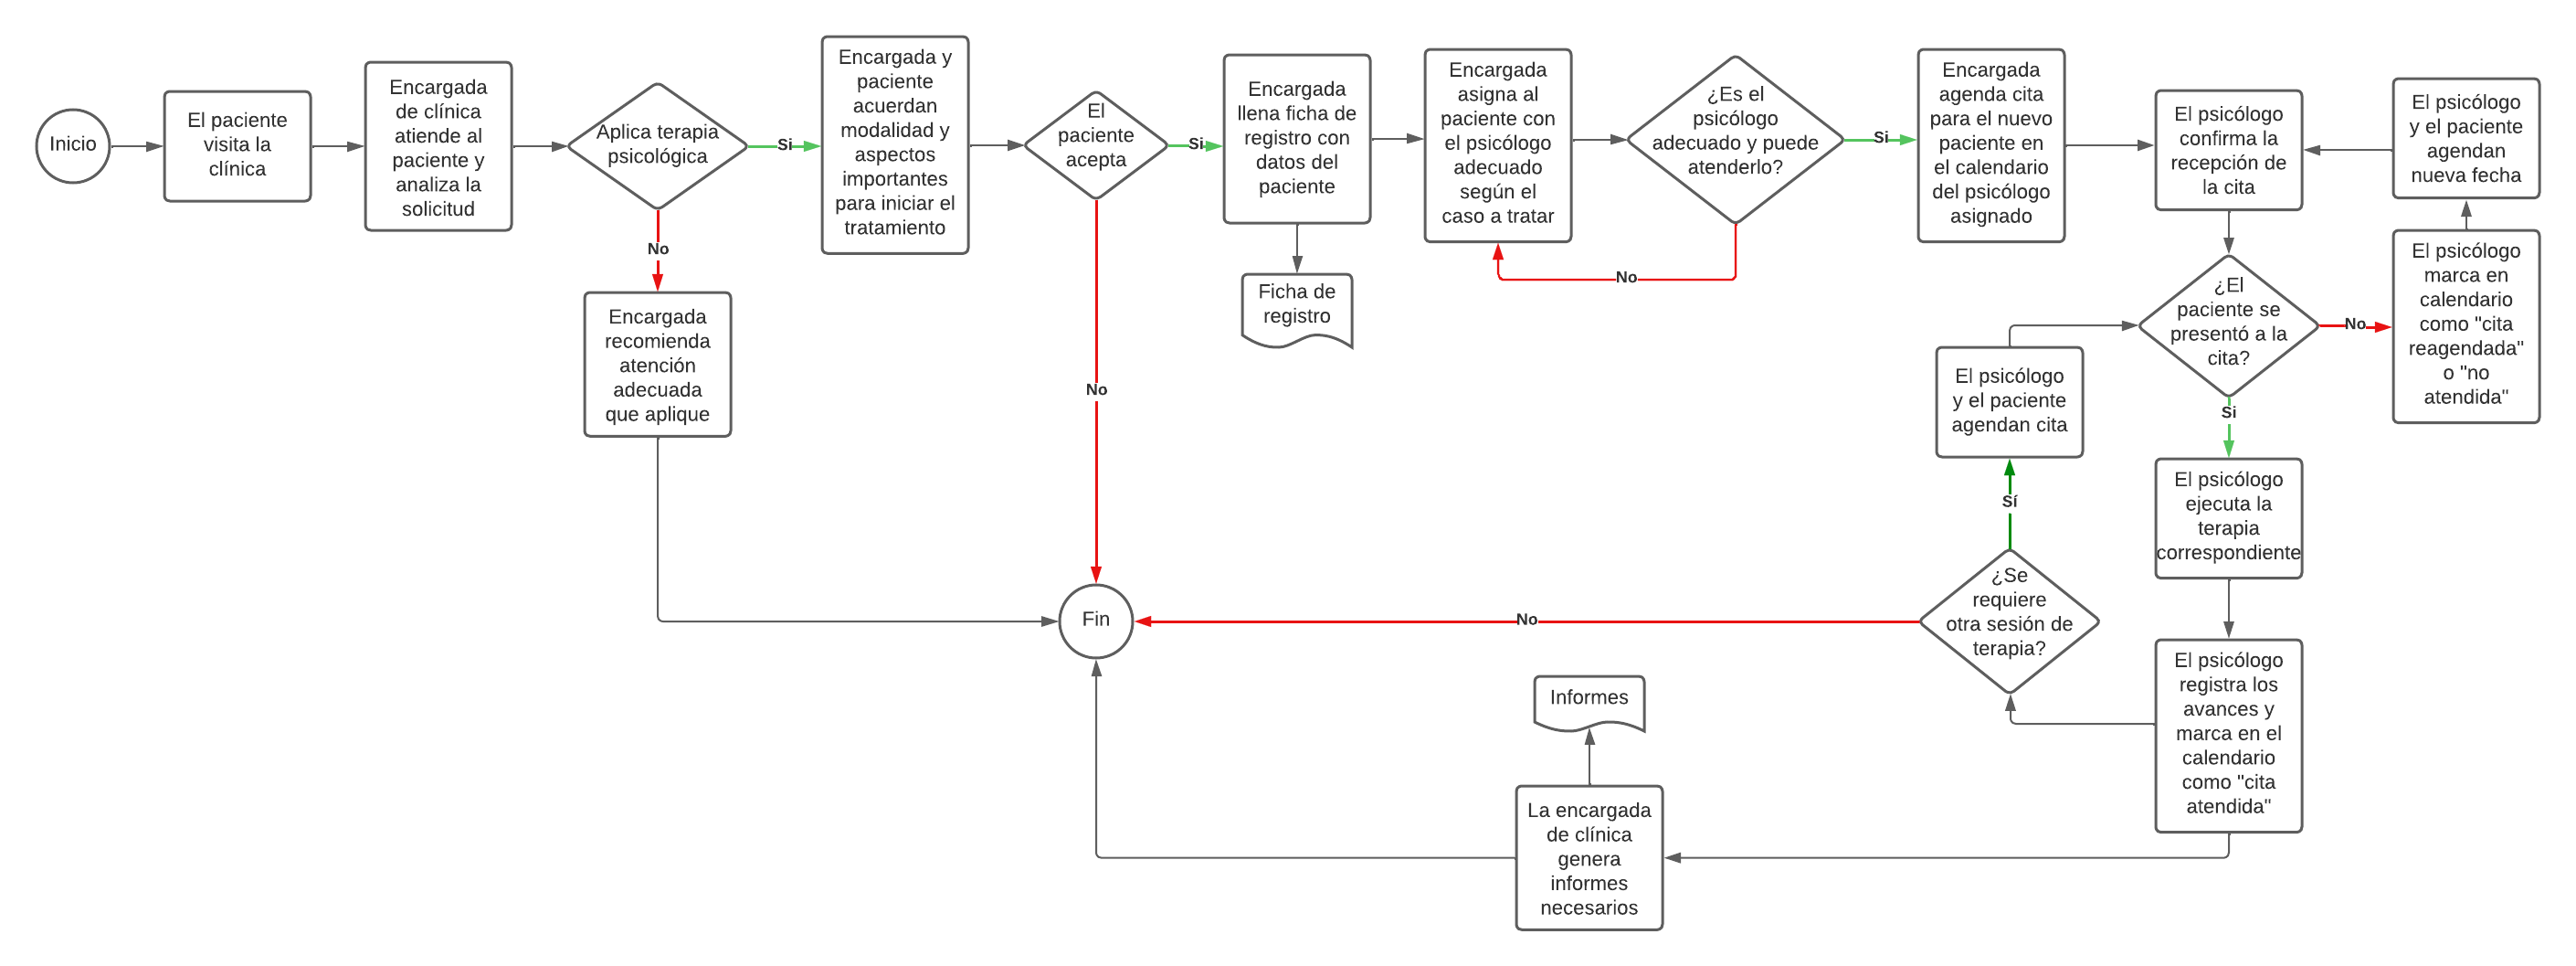 Inicio
El paciente
visita la
clínica
Encargada
de clínica
atiende al
paciente y
analiza la
solicitud
Aplica terapia
psicológica
Si
No
Encargada
recomienda
atención
adecuada
que aplique
Encargada y
paciente
acuerdan
modalidad y
aspectos
importantes
para iniciar el
tratamiento
El
paciente
acepta
Si
No
Encargada
llena ficha de
registro con
datos del
paciente
Ficha de
registro
Encargada
asigna al
paciente con
el psicólogo
adecuado
según el
caso a tratar
¿Es el
psicólogo
adecuado y puede
atenderlo?
Si
No
Encargada
agenda cita
para el nuevo
paciente en
el calendario
del psicólogo
asignado
El psicólogo
confirma la
recepción de
la cita
El psicólogo
y el paciente
agendan
nueva fecha
¿El
paciente se
presentó a la
cita?
No
El psicólogo
marca en
calendario
como "cita
reagendada"
o "no
atendida"
Si
El psicólogo
ejecuta la
terapia
correspondiente
El psicólogo
registra los
avances y
marca en el
calendario
como "cita
atendida"
¿Se
requiere
otra sesión de
terapia?
Sí
El psicólogo
y el paciente
agendan cita
No
Fin
La encargada
de clínica
genera
informes
necesarios
Informes